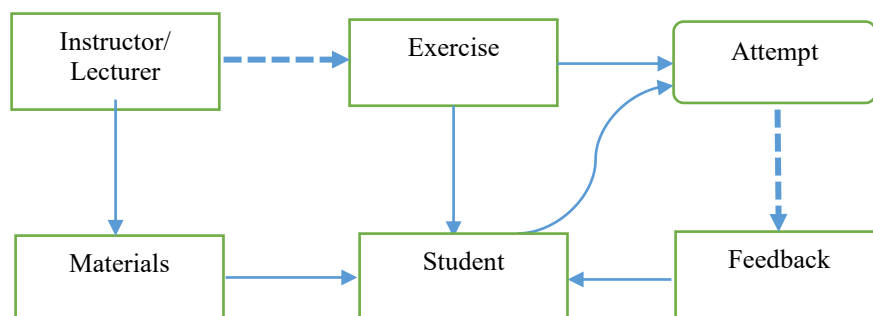 Instructor/
Lecturer
Exercise
Attempt
Materials
Student
Feedback